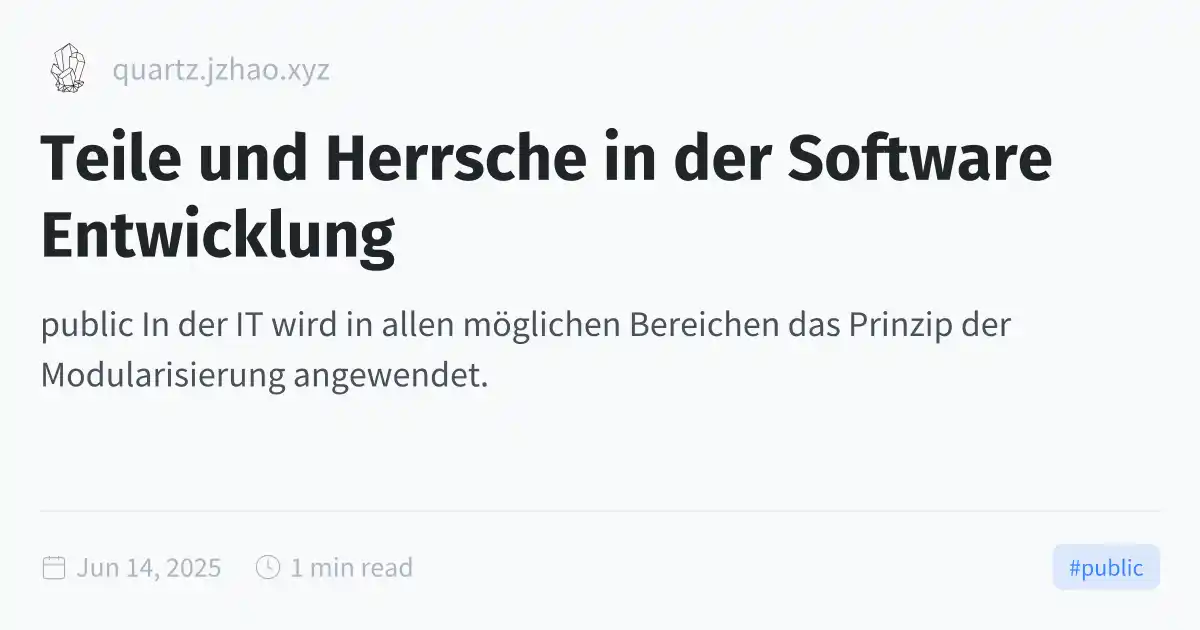 quartz.jzhao.xyz
Teile und Herrsche in der Software
Entwicklung
public In der IT wird in allen möglichen Bereichen das Prinzip der
Modularisierung angewendet.
Jun 14, 2025 1 min read #public